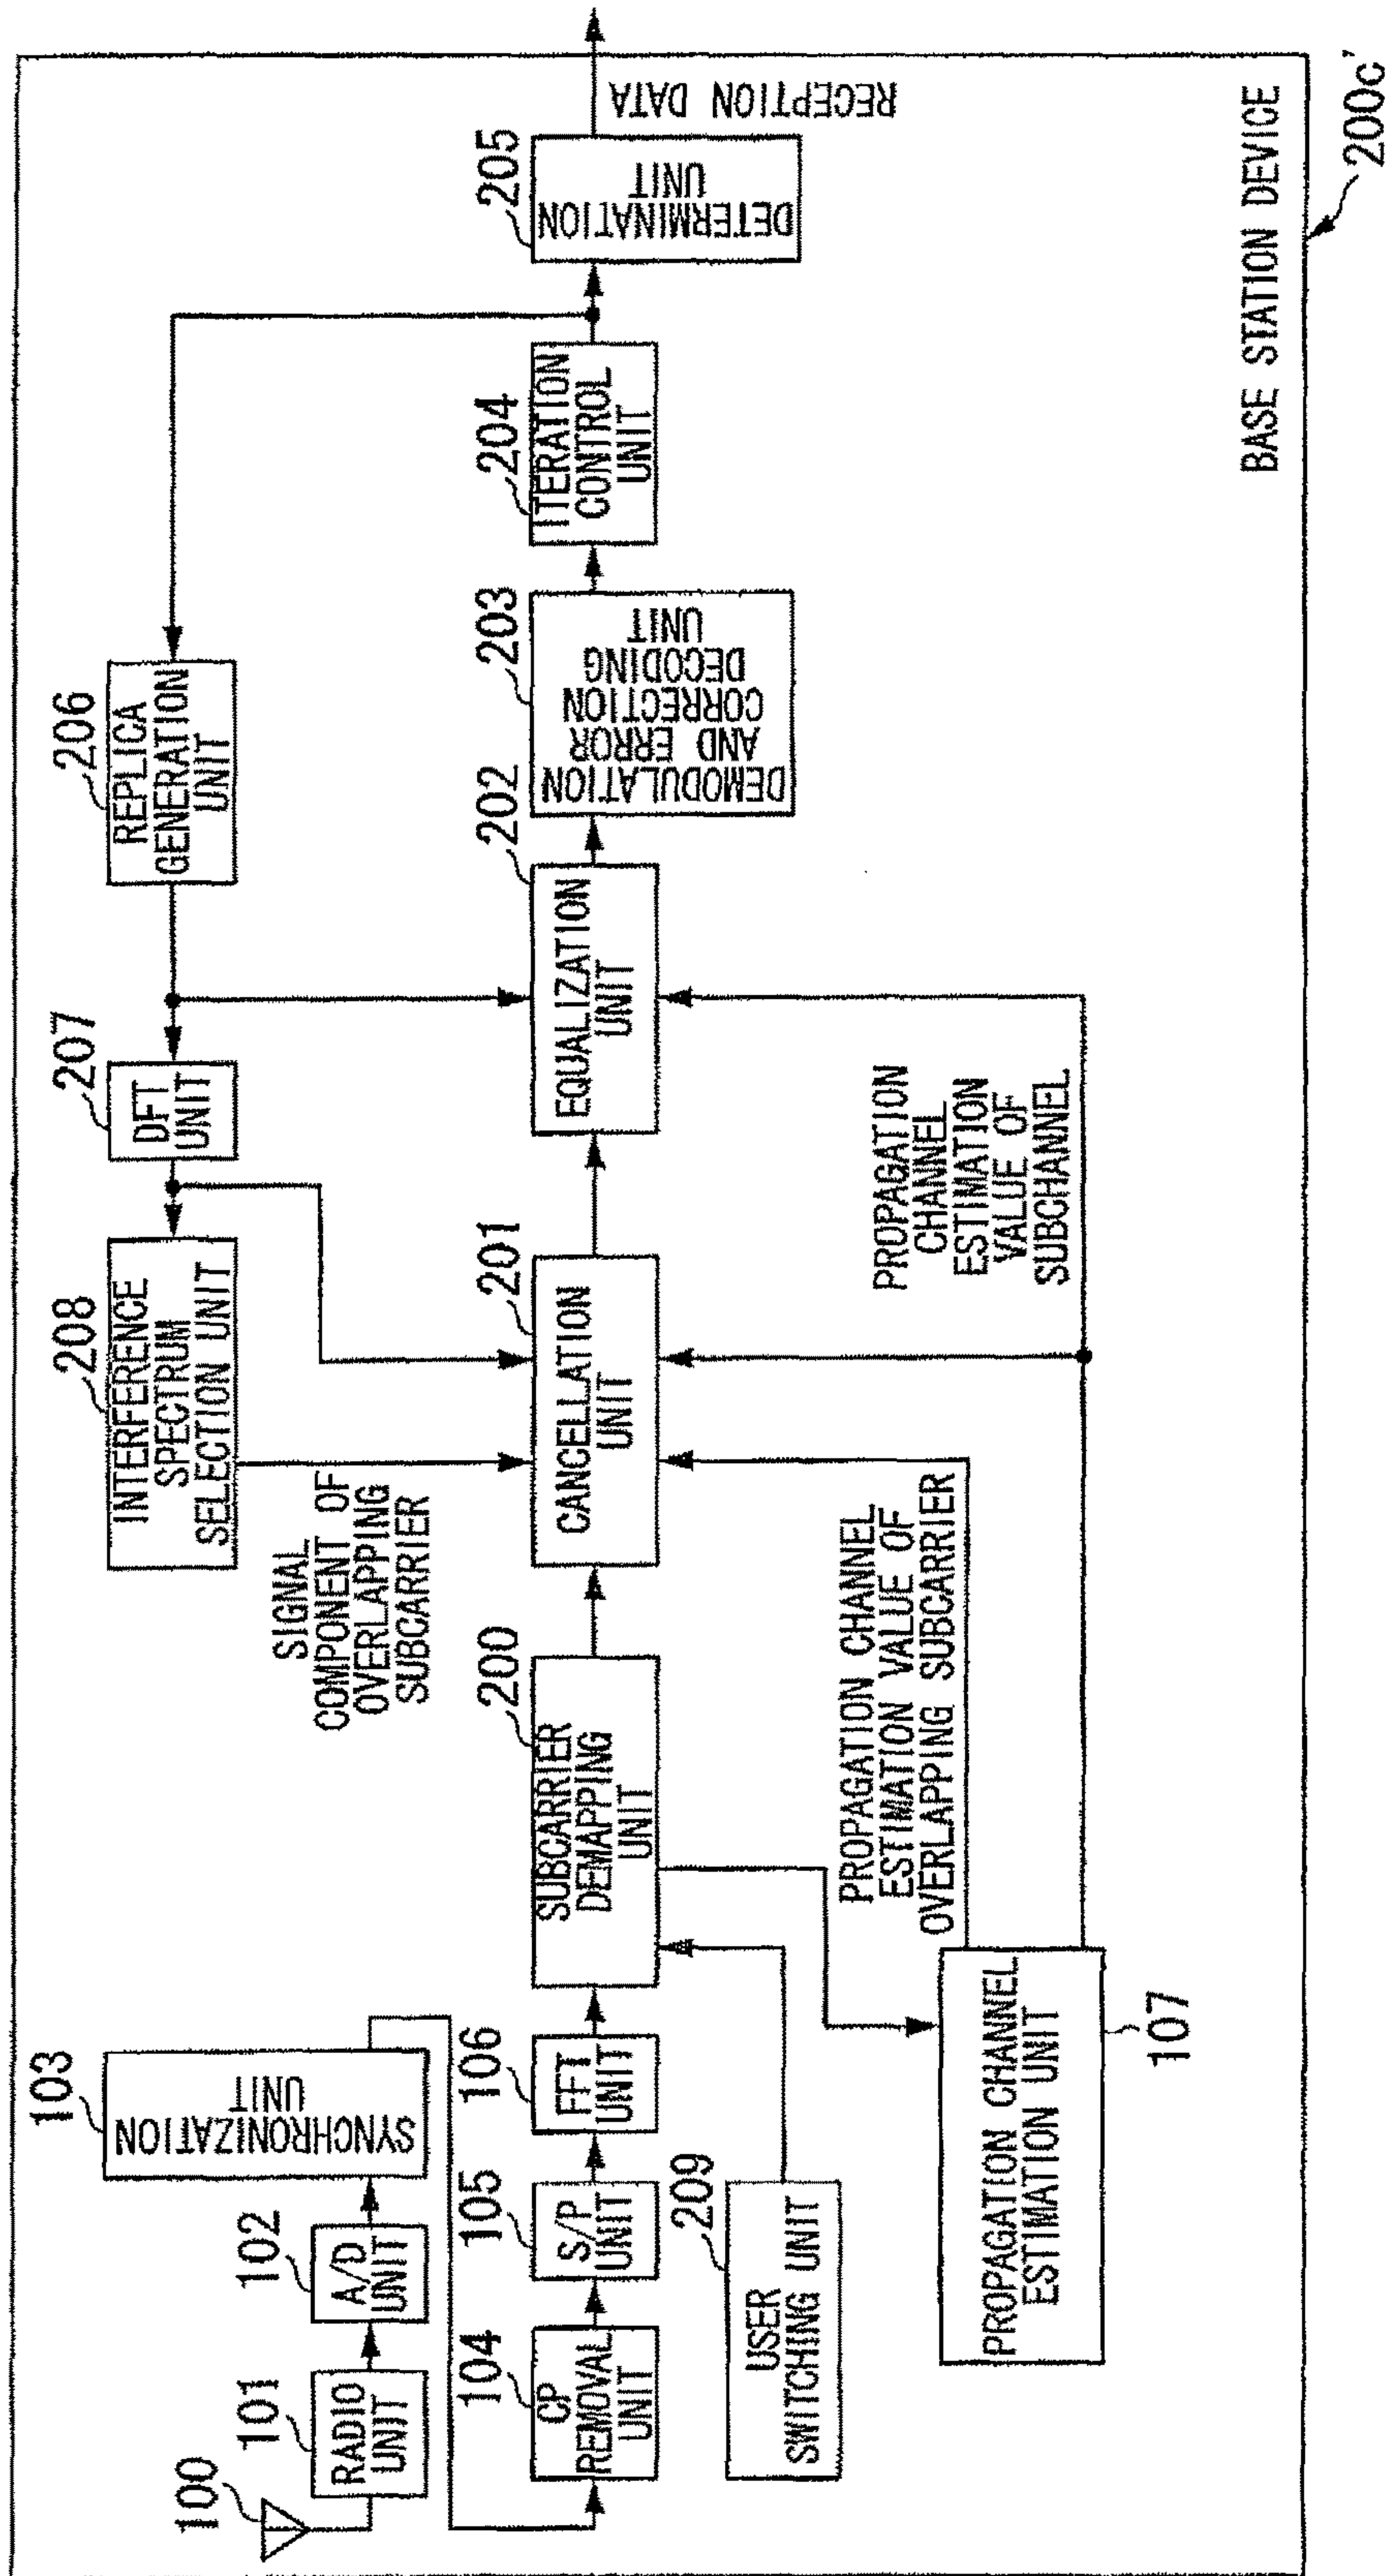 100
101
RADIO
UNIT
102
A/D
UNIT
103
SYNCHRONIZATION
UNIT
104
CP
REMOVAL
UNIT
105
S/P
UNIT
106
FFT
UNIT
209
USER
SWITCHING UNIT
200
SUBCARRIER
DEMAPPING
UNIT
PROPAGATION CHANNEL
ESTIMATION UNIT
107
PROPAGATION CHANNEL
ESTIMATION VALUE OF
OVERLAPPING SUBCARRIER
208
INTERFERENCE
SPECTRUM
SELECTION UNIT
SIGNAL
COMPONENT OF
OVERLAPPING
SUBCARRIER
201
CANCELLATION
UNIT
207
DFT
UNIT
PROPAGATION
CHANNEL
ESTIMATION
VALUE OF
SUBCHANNEL
202
EQUALIZATION
UNIT
206
REPLICA
GENERATION
UNIT
203
DEMODULATION
AND ERROR
CORRECTION
DECODING
UNIT
204
ITERATION
CONTROL
UNIT
205
DETERMINATION
UNIT
RECEPTION DATA
BASE STATION DEVICE
200c'